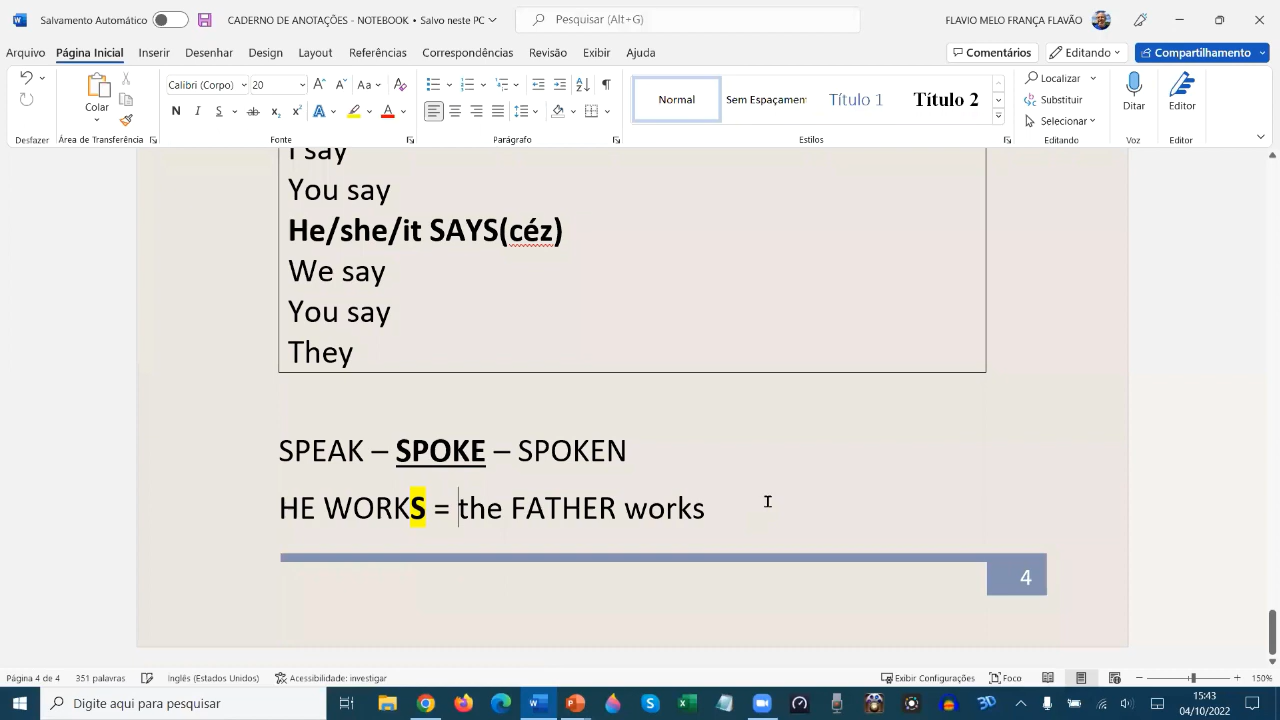 Salvamento Automático CADERNO DE ANOTAÇÕES - NOTEBOOK • Salvo neste PC Pesquisar (Alt+G) FLAVIO MELO FRANÇA FLAVÃO
Arquivo Página Inicial Inserir Desenhar Design Layout Referências Correspondências Revisão Exibir Ajuda Comentários Editando Compartilhamento
Calibri (Corpo) 20 Aa Localizar
Colar Normal Sem Espaçamen Título 1 Título 2 Substituir Ditar Editor
N I S ab x² A A Selecionar
Desfazer Área de Transferência Fonte Parágrafo Estilos Editando Voz Editor
I say
You say
He/she/it SAYS(céz)
We say
You say
They
SPEAK – SPOKE – SPOKEN
HE WORKS = the FATHER works
4
Página 4 de 4 351 palavras Inglês (Estados Unidos) Acessibilidade: investigar Exibir Configurações Foco 150%
Digite aqui para pesquisar 15:43
04/10/2022